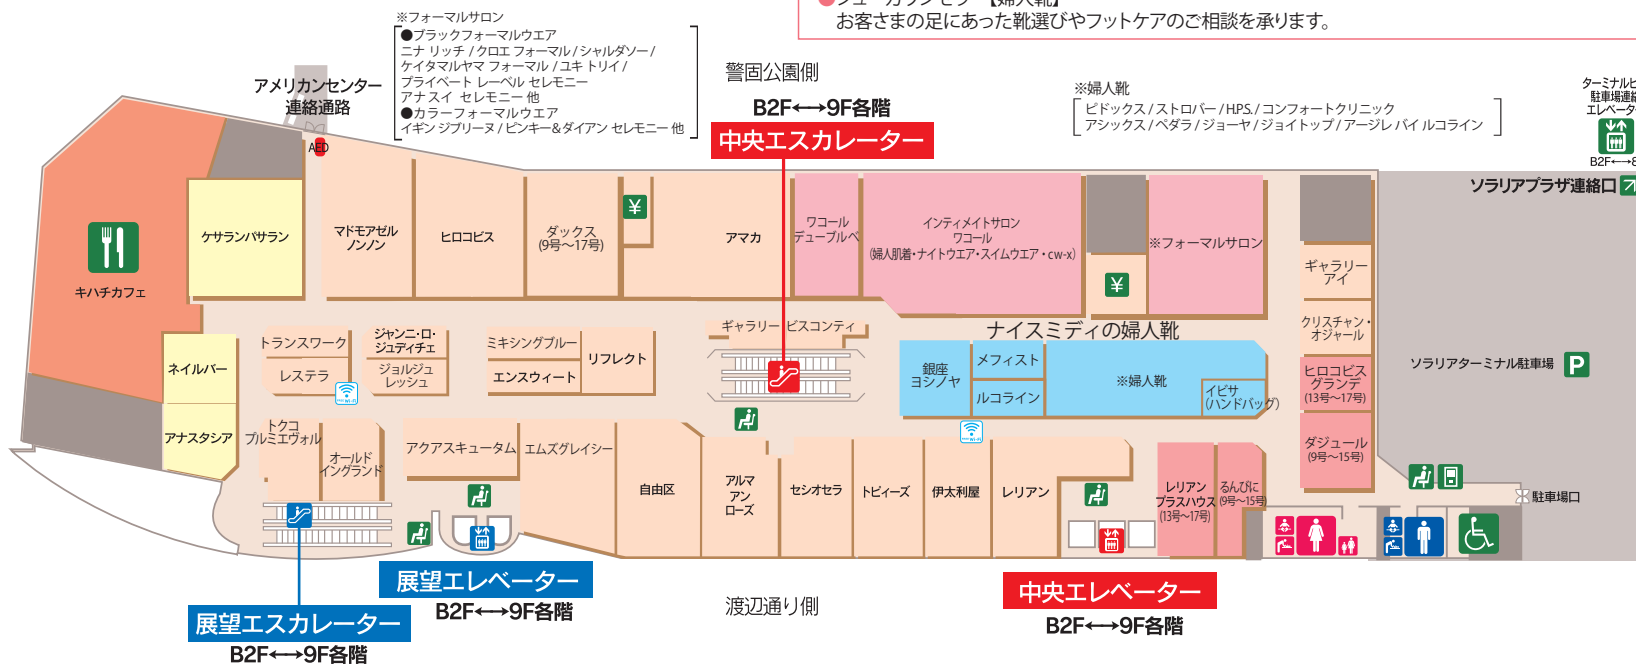 お客さまの足にあった靴選びやフットケアのご相談を承ります。
※フォーマルサロン
●ブラックフォーマルウエア
ニナ リッチ / クロエ フォーマル / シャルダソー /
ケイタマルヤマ フォーマル / ユキ トリイ /
プライベート レーベル セレモニー
アナスイ セレモニー 他
●カラーフォーマルウエア
イギン ジプリーヌ / ピンキー&ダイアン セレモニー 他
アメリカンセンター
連絡通路
AED
警固公園側
B2F⟷9F各階
中央エスカレーター
※婦人靴
ピドックス / ストロバー / H.P.S. / コンフォートクリニック
アシックス / ペダラ / ジョーヤ / ジョイトップ / アージレ バイ ルコライン
駐車場連絡
B2F⟷8
ソラリアプラザ連絡口
キハチカフェ
ケサランパサラン
マドモアゼル
ノンノン
ヒロコビス
ダックス
(9号〜17号)
¥
アマカ
ワコール
デューブルベ
インティメイトサロン
ワコール
(婦人肌着・ナイトウエア・スイムウエア・cw-x)
¥
※フォーマルサロン
ギャラリー
アイ
クリスチャン・
オジャール
ヒロコビス
グランデ
(13号〜17号)
ダジュール
(9号〜15号)
ソラリアターミナル駐車場
P
ネイルバー
アナスタシア
トランスワーク
レステラ
ジャンニ・ロ・
ジュディチェ
ジョルジュ
レッシュ
ミキシングブルー
エンスウィート
リフレクト
ギャラリー ビスコンティ
ナイスミディの婦人靴
銀座
ヨシノヤ
メフィスト
ルコライン
※婦人靴
イビサ
(ハンドバッグ)
トクコ
プルミエヴォル
オールド
イングランド
アクアスキュータム
エムズグレイシー
自由区
アルマ
アン
ローズ
セシオセラ
トビィーズ
伊太利屋
レリアン
レリアン
プラスハウス
(13号〜17号)
るんびに
(9号〜15号)
駐車場口
展望エレベーター
B2F⟷9F各階
展望エスカレーター
B2F⟷9F各階
渡辺通り側
中央エレベーター
B2F⟷9F各階